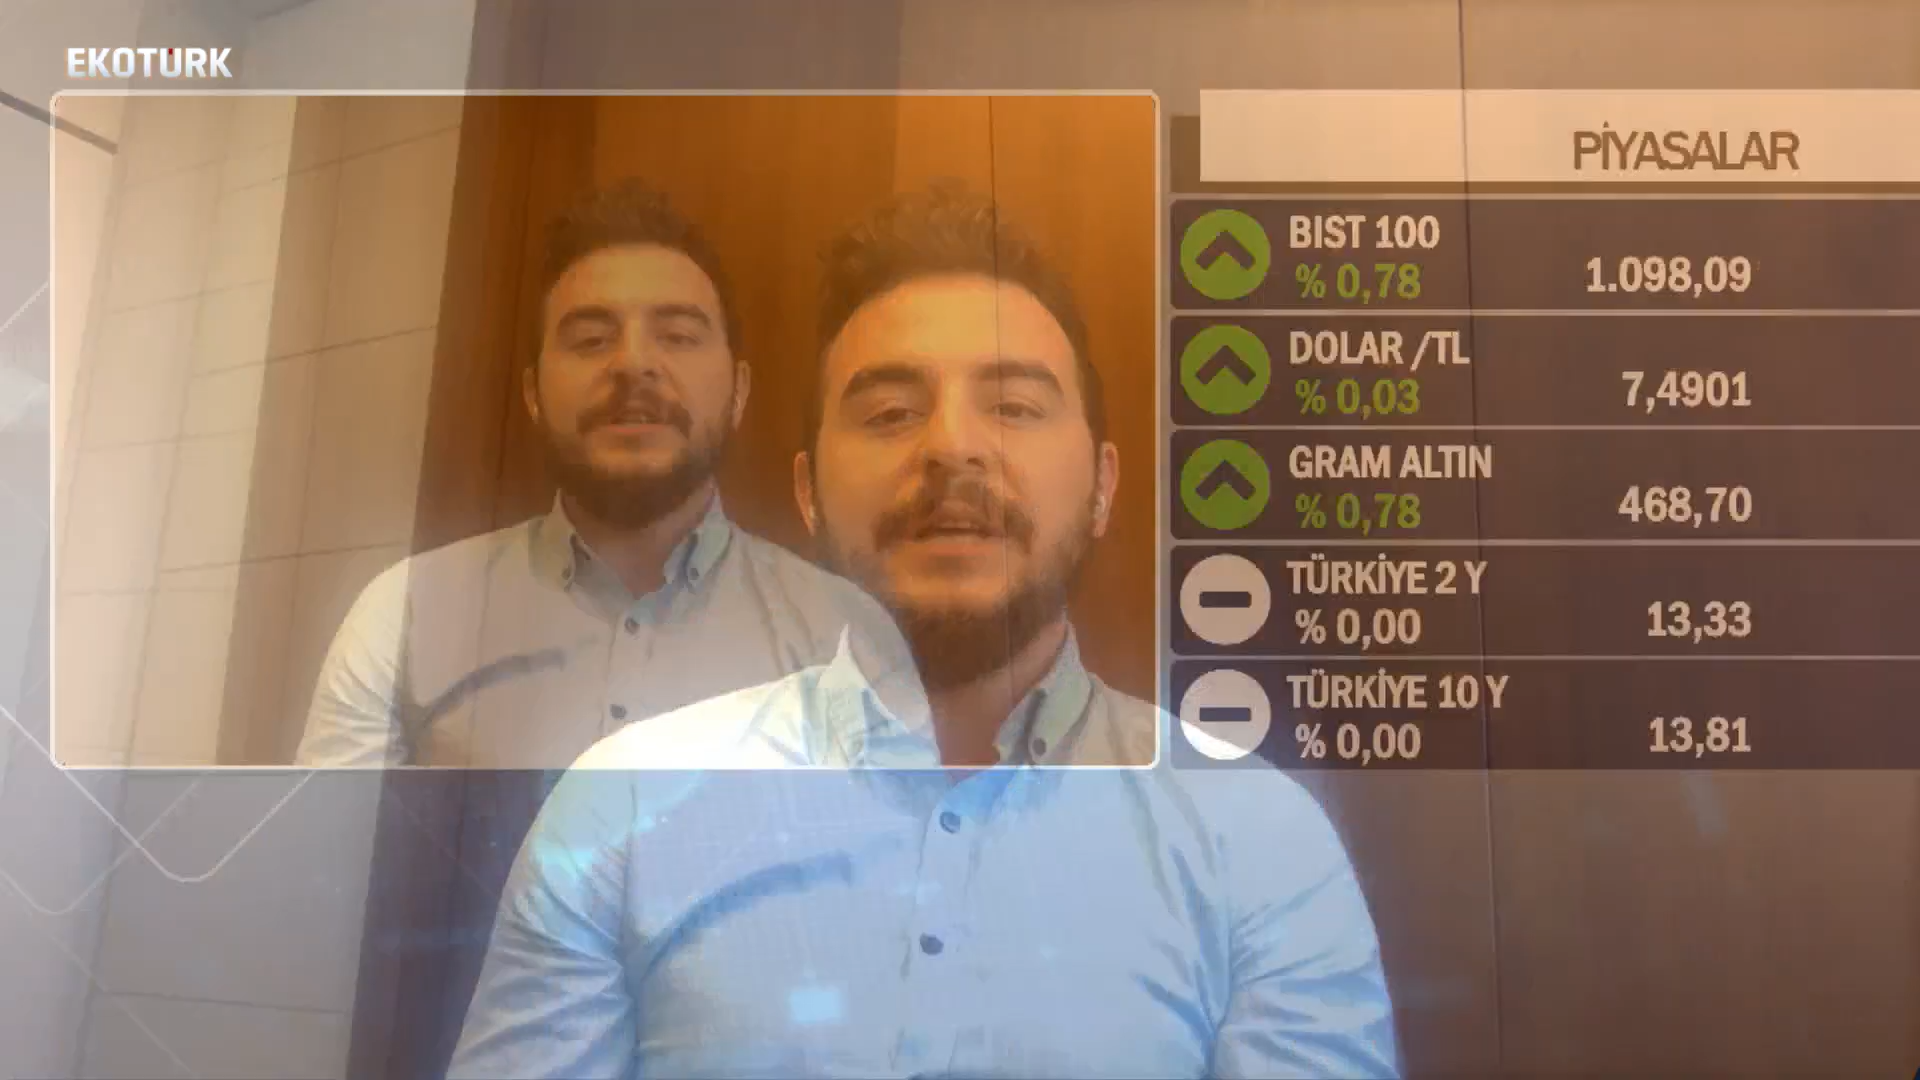 EKOTÜRK
PİYASALAR
BIST 100
% 0,78
1.098,09
DOLAR /TL
% 0,03
7,4901
GRAM ALTIN
% 0,78
468,70
TÜRKİYE 2 Y
% 0,00
13,33
TÜRKİYE 10 Y
% 0,00
13,81